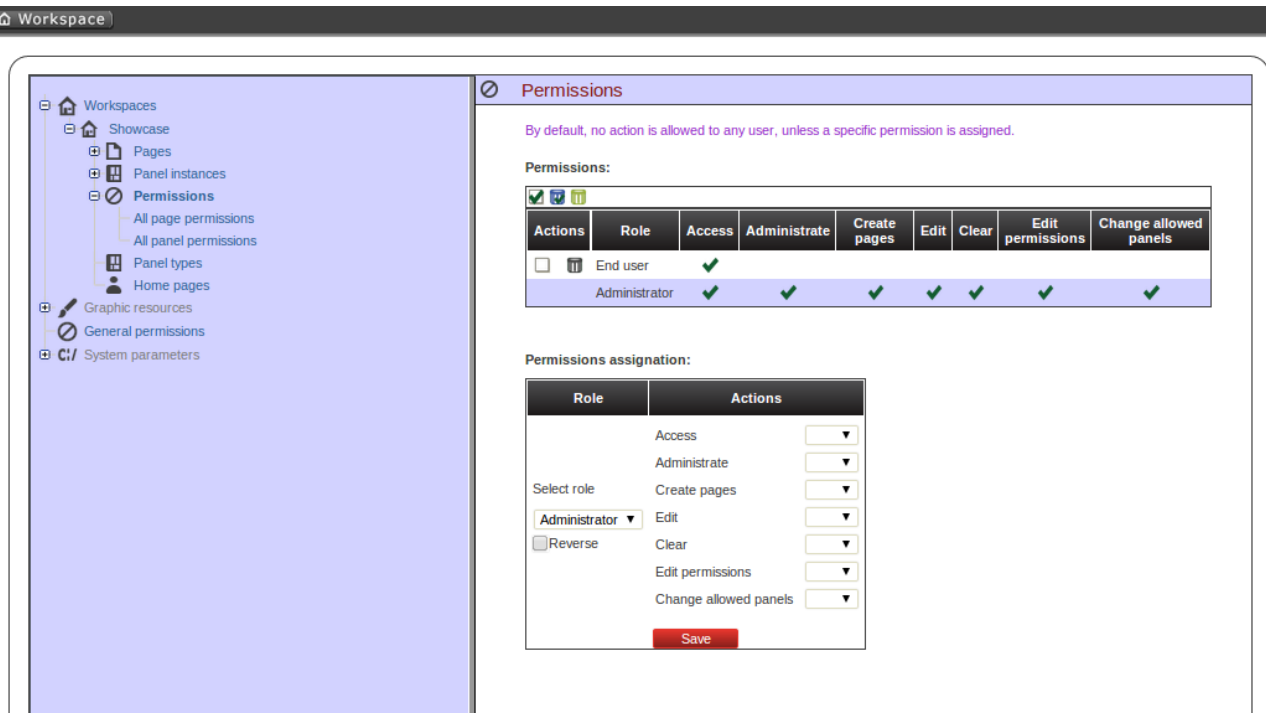 Workspace
Workspaces
Showcase
Pages
Panel instances
Permissions
All page permissions
All panel permissions
Panel types
Home pages
Graphic resources
General permissions
C:/ System parameters
Permissions
By default, no action is allowed to any user, unless a specific permission is assigned.
Permissions:
Actions Role Access Administrate Create pages Edit Clear Edit permissions Change allowed panels
End user
Administrator
Permissions assignation:
Role Actions
Access
Administrate
Select role Create pages
Administrator Edit
Reverse Clear
Edit permissions
Change allowed panels
Save